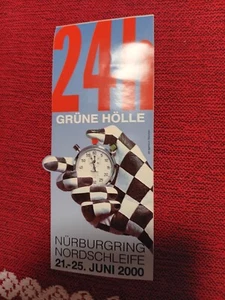 24h
GRÜNE HÖLLE
NÜRBURGRING
NORDSCHLEIFE
21.-25. JUNI 2000